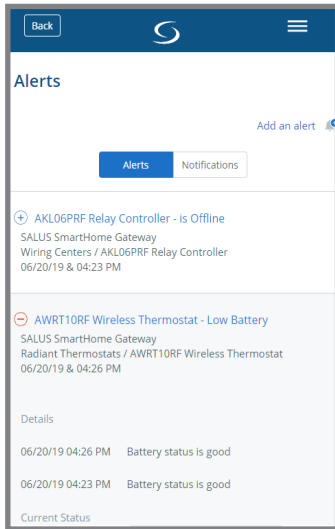 Back
Alerts
Add an alert
Alerts Notifications
AKL06PRF Relay Controller - is Offline
SALUS SmartHome Gateway
Wiring Centers / AKL06PRF Relay Controller
06/20/19 & 04:23 PM
AWRT10RF Wireless Thermostat - Low Battery
SALUS SmartHome Gateway
Radiant Thermostats / AWRT10RF Wireless Thermostat
06/20/19 & 04:26 PM
Details
06/20/19 04:26 PM Battery status is good
06/20/19 04:23 PM Battery status is good
Current Status